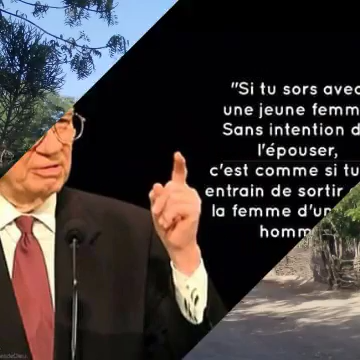 "Si tu sors avec
une jeune femm
Sans intention d
l'épouser,
c'est comme si tu
entrain de sortir
la femme d'un
homm